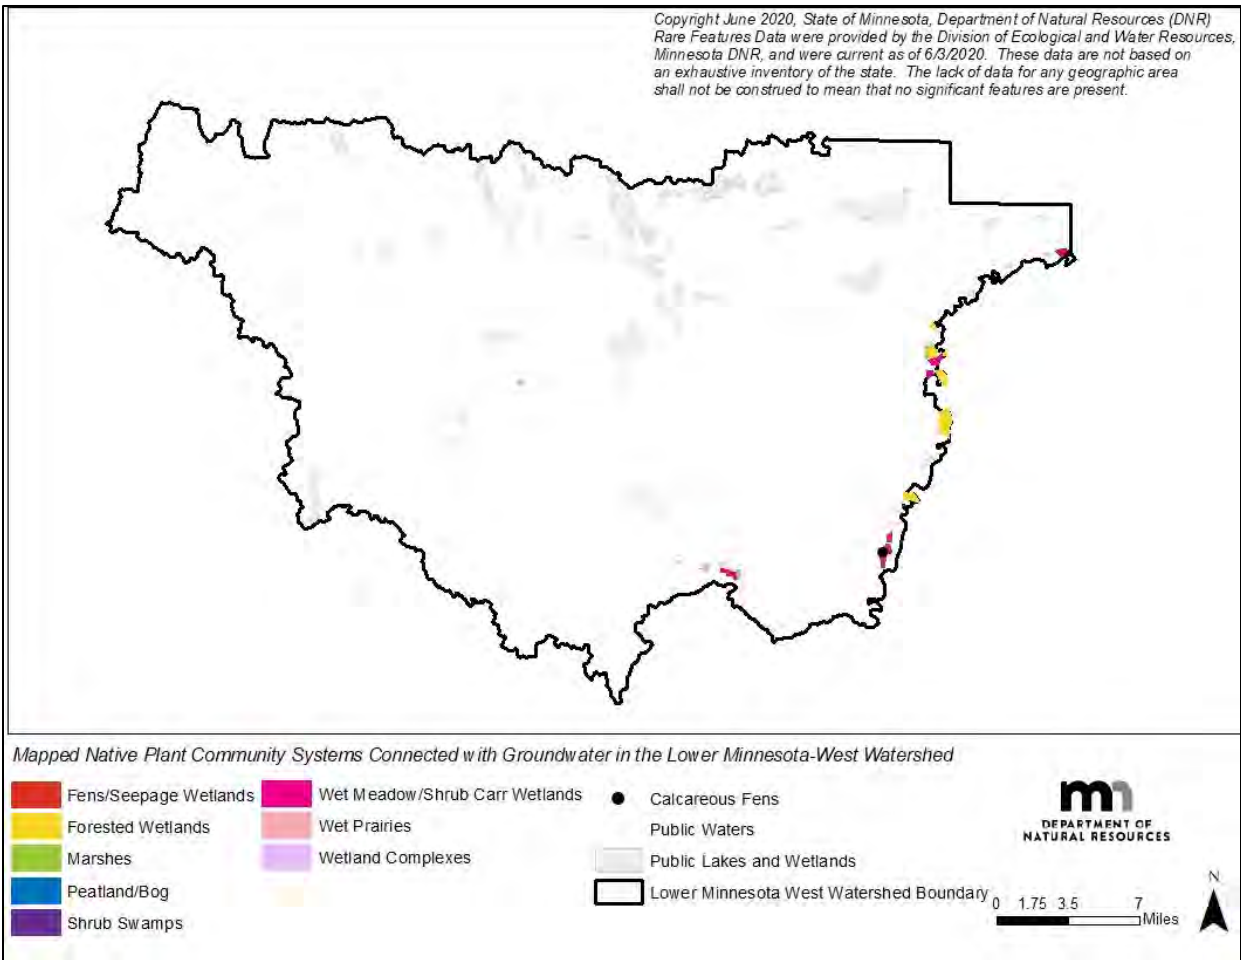 Copyright June 2020, State of Minnesota, Department of Natural Resources (DNR)
Rare Features Data were provided by the Division of Ecological and Water Resources,
Minnesota DNR, and were current as of 6/3/2020. These data are not based on
an exhaustive inventory of the state. The lack of data for any geographic area
shall not be construed to mean that no significant features are present.
Mapped Native Plant Community Systems Connected with Groundwater in the Lower Minnesota-West Watershed
Fens/Seepage Wetlands
Forested Wetlands
Marshes
Peatland/Bog
Shrub Swamps
Wet Meadow/Shrub Carr Wetlands
Wet Prairies
Wetland Complexes
Calcareous Fens
Public Waters
Public Lakes and Wetlands
Lower Minnesota West Watershed Boundary
mn
DEPARTMENT OF
NATURAL RESOURCES
N
0 1.75 3.5 7
Miles